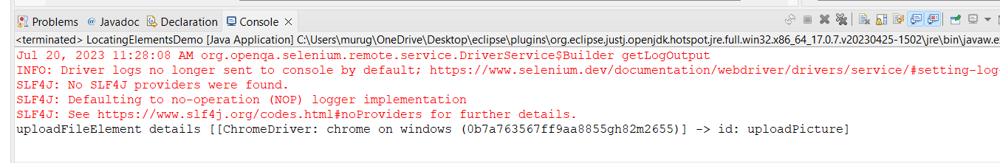 Problems @ Javadoc Declaration Console
<terminated> LocatingElementsDemo [Java Application] C:\Users\murug\OneDrive\Desktop\eclipse\plugins\org.eclipse.justj.openjdk.hotspot.jre.full.win32.x86_64_17.0.7.v20230425-1502\jre\bin\javaw.e
Jul 20, 2023 11:28:08 AM org.openqa.selenium.remote.service.DriverService$Builder getLogOutput
INFO: Driver logs no longer sent to console by default; https://www.selenium.dev/documentation/webdriver/drivers/service/#setting-log-
SLF4J: No SLF4J providers were found.
SLF4J: Defaulting to no-operation (NOP) logger implementation
SLF4J: See https://www.slf4j.org/codes.html#noProviders for further details.
uploadFileElement details [[ChromeDriver: chrome on windows (0b7a763567ff9aa8855gh82m2655)] -> id: uploadPicture]